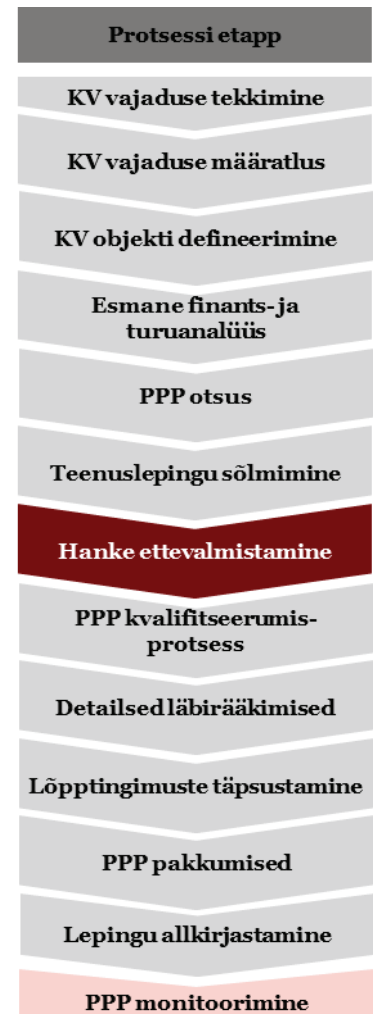 Protsessi etapp
KV vajaduse tekkimine
KV vajaduse määratlus
KV objekti defineerimine
Esmane finants- ja
turuanalüüs
PPP otsus
Teenuslepingu sõlmimine
Hanke ettevalmistamine
PPP kvalifitseerumis-
protsess
Detailsed läbirääkimised
Lõpptingimuste täpsustamine
PPP pakkumised
Lepingu allkirjastamine
PPP monitoorimine